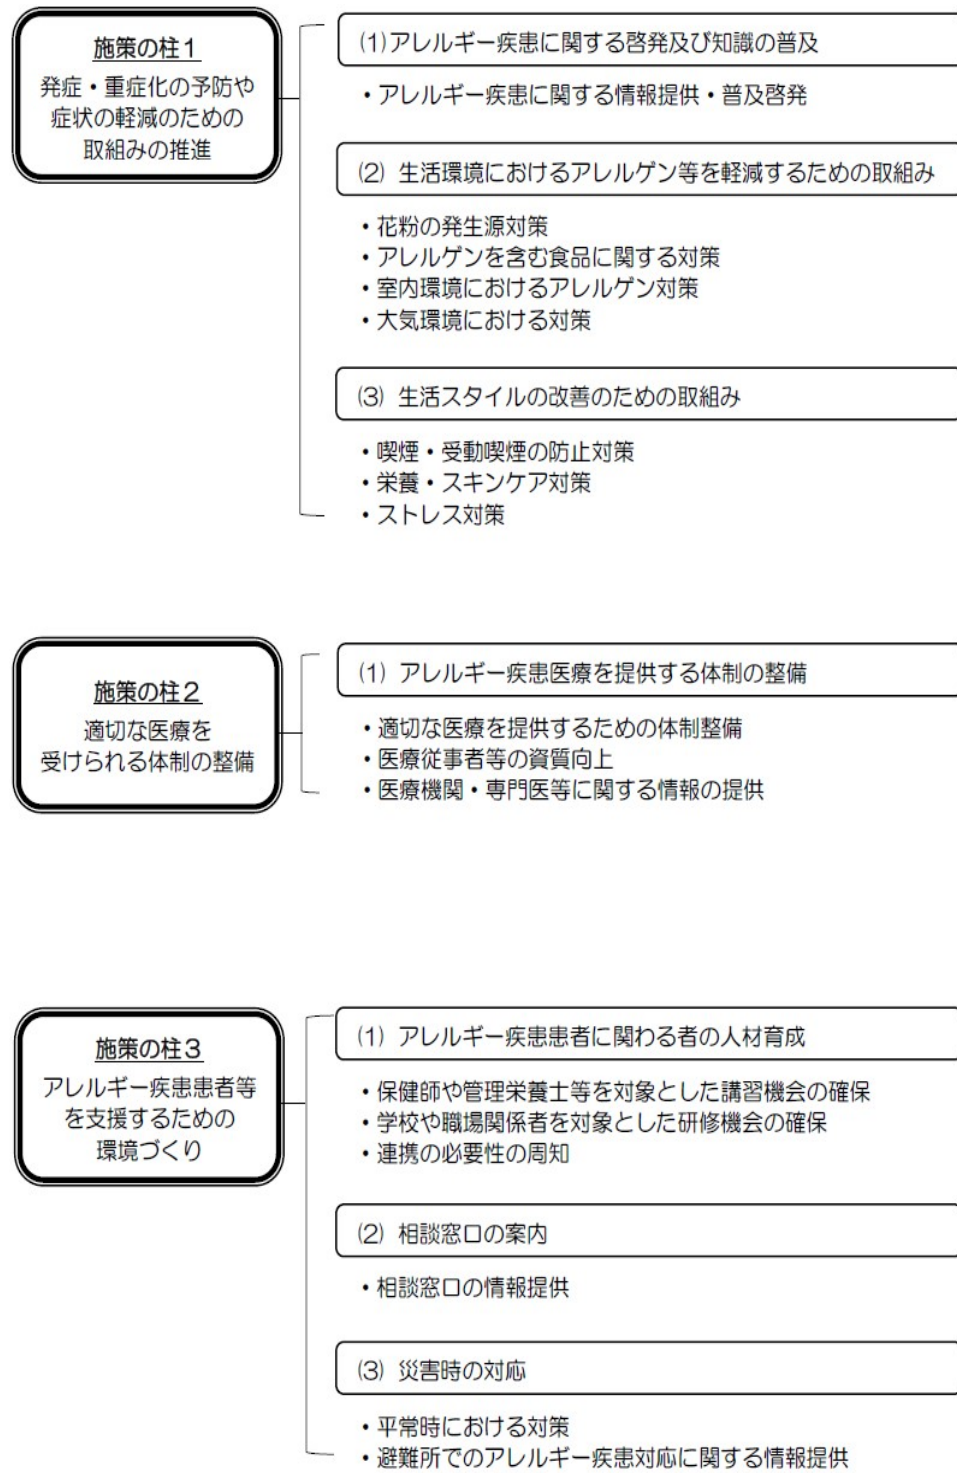 施策の柱1
発症・重症化の予防や
症状の軽減のための
取組みの推進
(1)アレルギー疾患に関する啓発及び知識の普及
・アレルギー疾患に関する情報提供・普及啓発
(2) 生活環境におけるアレルゲン等を軽減するための取組み
・花粉の発生源対策
・アレルゲンを含む食品に関する対策
・室内環境におけるアレルゲン対策
・大気環境における対策
(3) 生活スタイルの改善のための取組み
・喫煙・受動喫煙の防止対策
・栄養・スキンケア対策
・ストレス対策
施策の柱2
適切な医療を
受けられる体制の整備
(1) アレルギー疾患医療を提供する体制の整備
・適切な医療を提供するための体制整備
・医療従事者等の資質向上
・医療機関・専門医等に関する情報の提供
施策の柱3
アレルギー疾患患者等
を支援するための
環境づくり
(1) アレルギー疾患患者に関わる者の人材育成
・保健師や管理栄養士等を対象とした講習機会の確保
・学校や職場関係者を対象とした研修機会の確保
・連携の必要性の周知
(2) 相談窓口の案内
・相談窓口の情報提供
(3) 災害時の対応
・平常時における対策
・避難所でのアレルギー疾患対応に関する情報提供